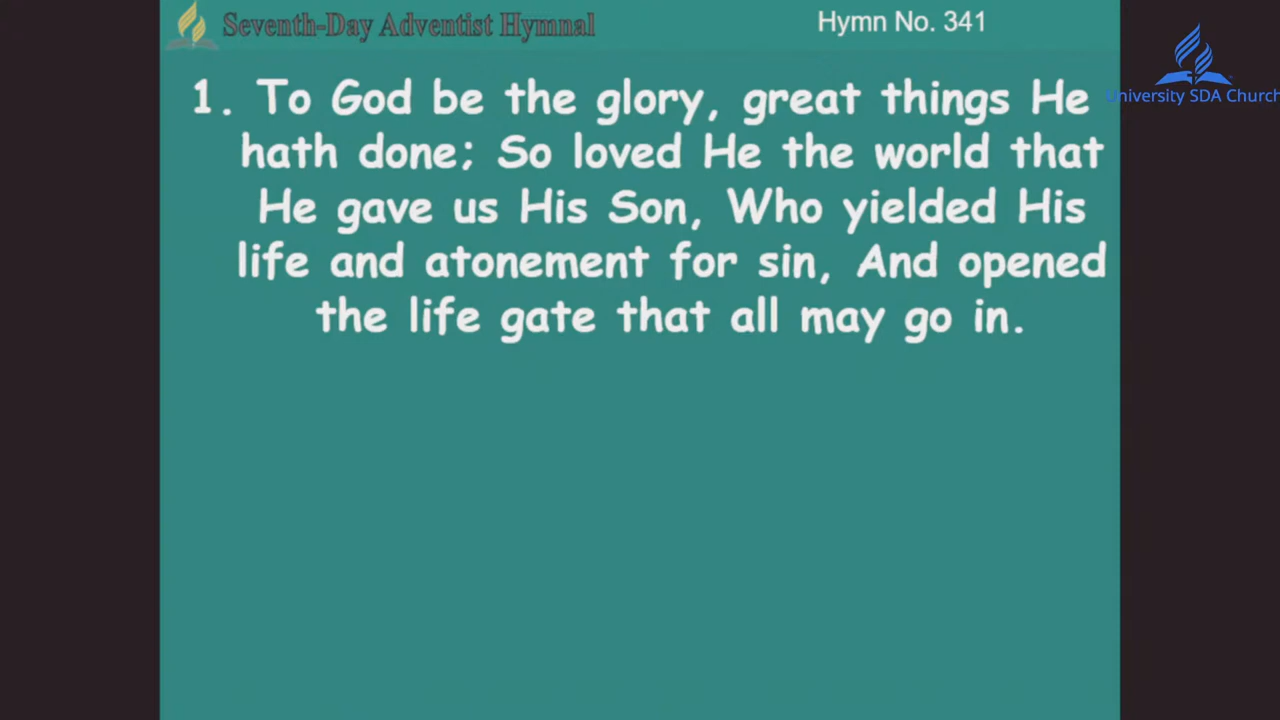 Seventh-Day Adventist Hymnal
Hymn No. 341
University SDA Church
1. To God be the glory, great things He
hath done; So loved He the world that
He gave us His Son, Who yielded His
life and atonement for sin, And opened
the life gate that all may go in.